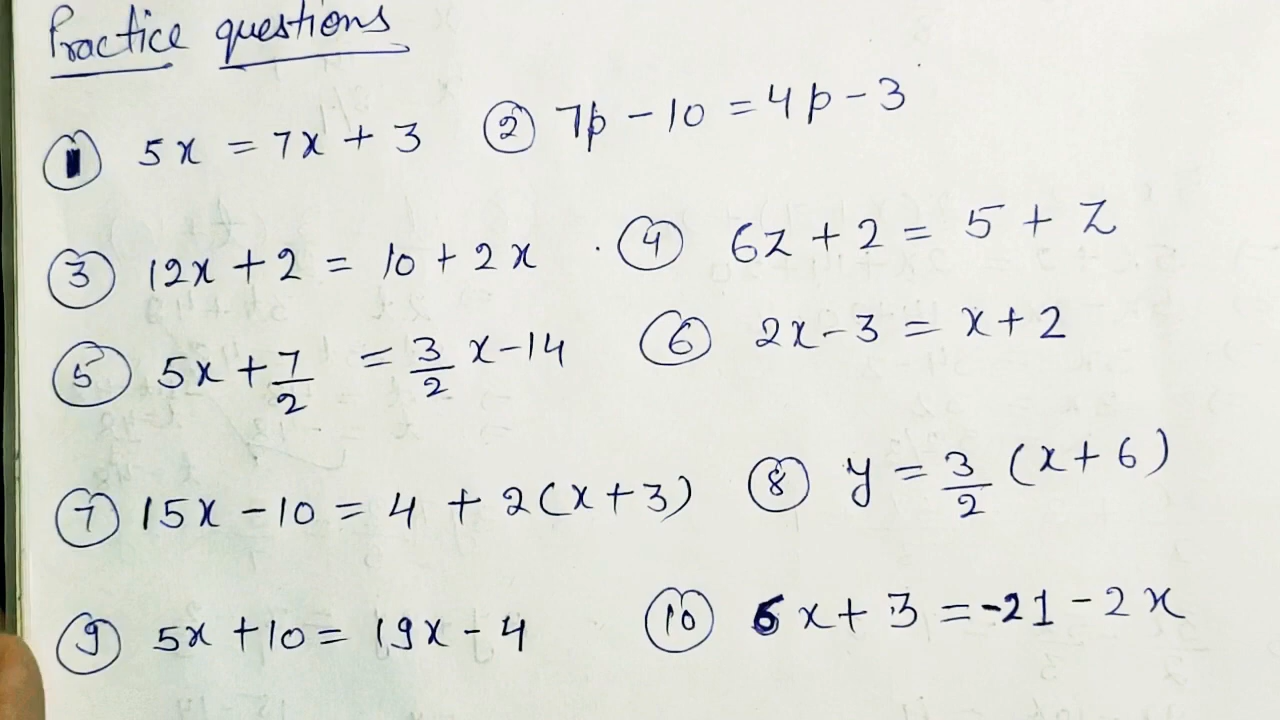 Practice questions
① 5x = 7x + 3 ② 7p - 10 = 4p - 3
③ 12x + 2 = 10 + 2x ④ 6z + 2 = 5 + z
⑤ 5x + 7/2 = 3/2 x - 14 ⑥ 2x - 3 = x + 2
⑦ 15x - 10 = 4 + 2(x + 3) ⑧ y = 3/2 (x + 6)
⑨ 5x + 10 = 19x - 4 ⑩ 6x + 3 = -21 - 2x